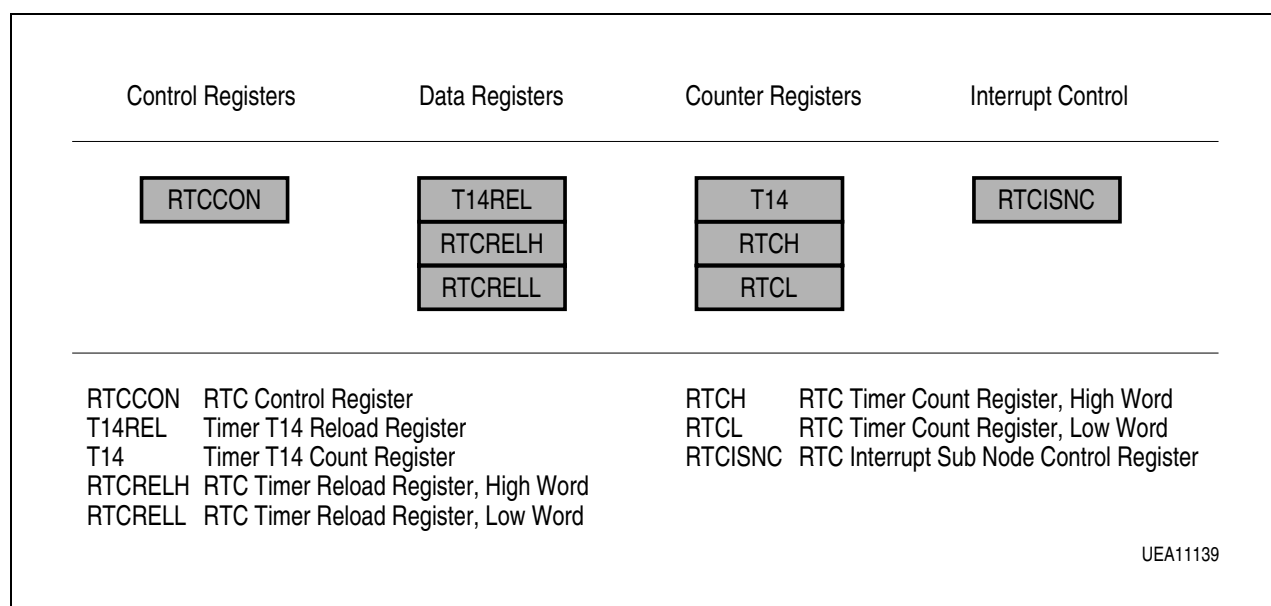 Control Registers Data Registers Counter Registers Interrupt Control
RTCCON T14REL T14 RTCISNC
RTCRELH RTCH
RTCRELL RTCL
RTCCON RTC Control Register
T14REL Timer T14 Reload Register
T14 Timer T14 Count Register
RTCRELH RTC Timer Reload Register, High Word
RTCRELL RTC Timer Reload Register, Low Word
RTCH RTC Timer Count Register, High Word
RTCL RTC Timer Count Register, Low Word
RTCISNC RTC Interrupt Sub Node Control Register
UEA11139